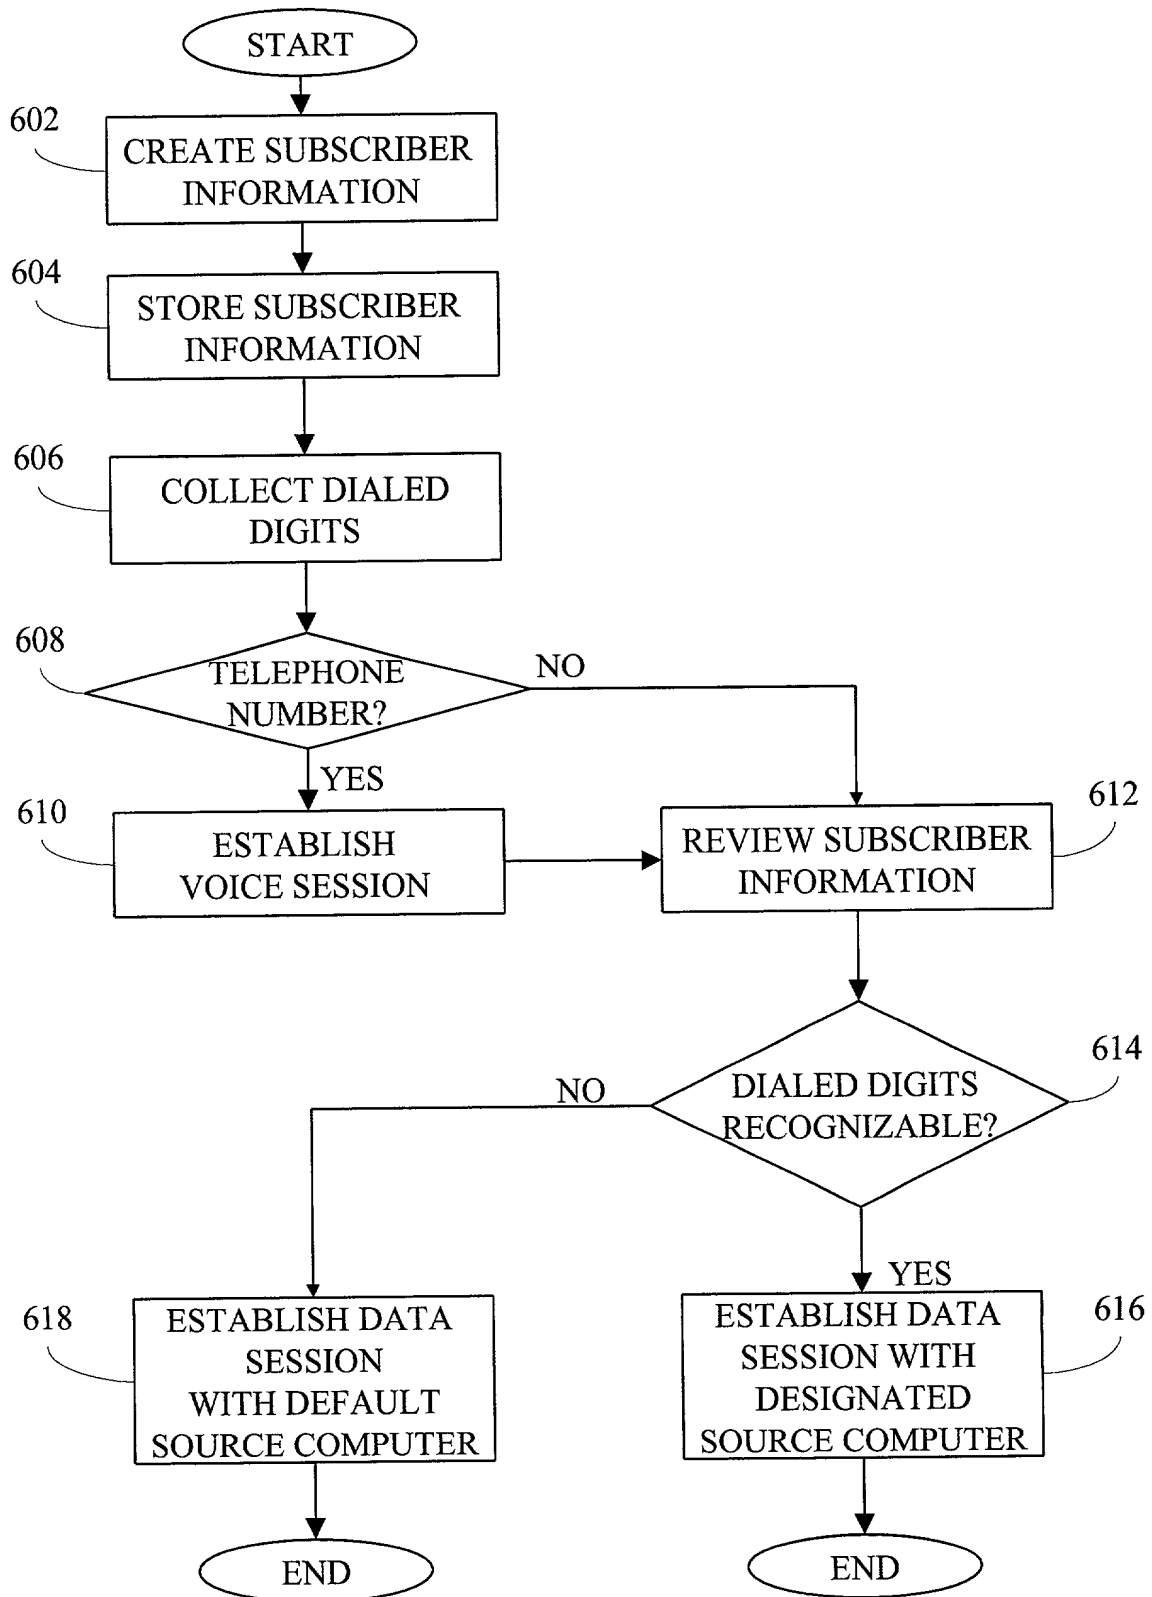 START
602
CREATE SUBSCRIBER
INFORMATION
604
STORE SUBSCRIBER
INFORMATION
606
COLLECT DIALED
DIGITS
608
TELEPHONE
NUMBER?
NO
YES
610
ESTABLISH
VOICE SESSION
612
REVIEW SUBSCRIBER
INFORMATION
614
DIALED DIGITS
RECOGNIZABLE?
NO
YES
618
ESTABLISH DATA
SESSION
WITH DEFAULT
SOURCE COMPUTER
616
ESTABLISH DATA
SESSION WITH
DESIGNATED
SOURCE COMPUTER
END
END